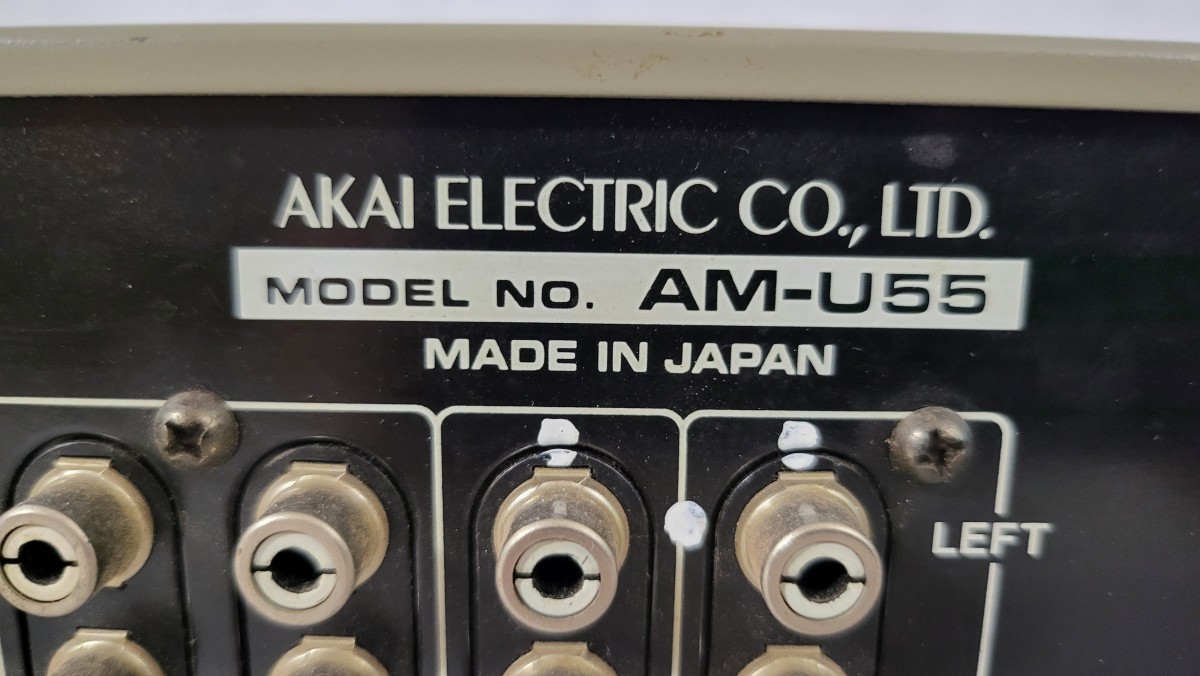 AKAI ELECTRIC CO., LTD.
MODEL NO. AM-U55
MADE IN JAPAN
LEFT